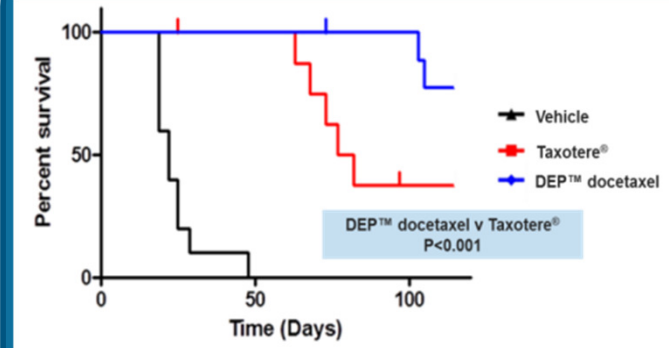 Percent survival
100
50
0
0
50
100
Time (Days)
Vehicle
Taxotere®
DEP™ docetaxel
DEP™ docetaxel v Taxotere®
P<0.001